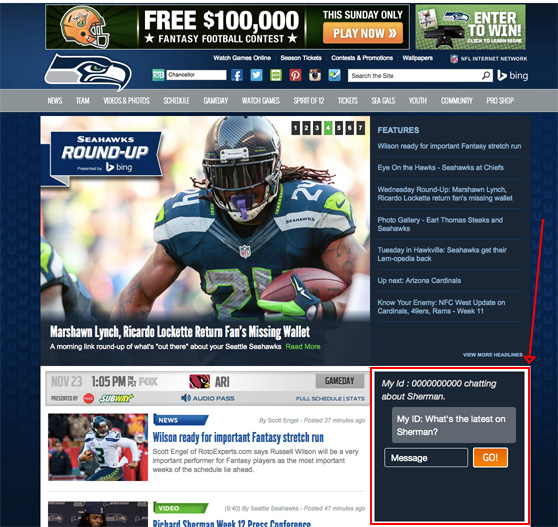 FREE $100,000
★ FANTASY FOOTBALL CONTEST ★
THIS SUNDAY ONLY
PLAY NOW »
ENTER
TO WIN!
CLICK TO LEARN MORE
Watch Games Online
Season Tickets
Contests & Promotions
Wallpapers
NFL INTERNET NETWORK
Chancellor
Search the Site
bing
NEWS
TEAM
VIDEOS & PHOTOS
SCHEDULE
GAMEDAY
WATCH GAMES
SPIRIT OF 12
TICKETS
SEA GALS
YOUTH
COMMUNITY
PRO SHOP
SEAHAWKS
ROUND-UP
Presented by bing
1 2 3 4 5 6 7
24
SEAHAWKS
24
Marshawn Lynch, Ricardo Lockette Return Fan's Missing Wallet
A morning link round-up of what's "out there" about your Seattle Seahawks Read More
FEATURES
Wilson ready for important Fantasy stretch run
Eye On the Hawks - Seahawks at Chiefs
Wednesday Round-Up: Marshawn Lynch,
Ricardo Lockette return fan's missing wallet
Photo Gallery - Earl Thomas Steaks and
Seahawks
Tuesday in Hawkville: Seahawks get their
Lem-opedia back
Up next: Arizona Cardinals
Know Your Enemy: NFC West Update on
Cardinals, 49ers, Rams - Week 11
VIEW MORE HEADLINES
NOV 23 1:05 PM PT PST FOX
ARI
GAMEDAY
PRESENTED BY
SUBWAY
AUDIO PASS
FULL SCHEDULE | STATS
NEWS
By Scott Engel - Posted 37 minutes ago
Wilson ready for important Fantasy stretch run
Scott Engel of RotoExperts.com says Russell Wilson will be a very
important performer for Fantasy players as the most important
weeks of the schedule lie ahead.
3
VIDEO
(9:40) By Seattle Seahawks - Posted 47 minutes ago
Richard Sherman Week 12 Press Conference
My Id : 0000000000 chatting
about Sherman.
My ID: What's the latest on
Sherman?
Message
GO!